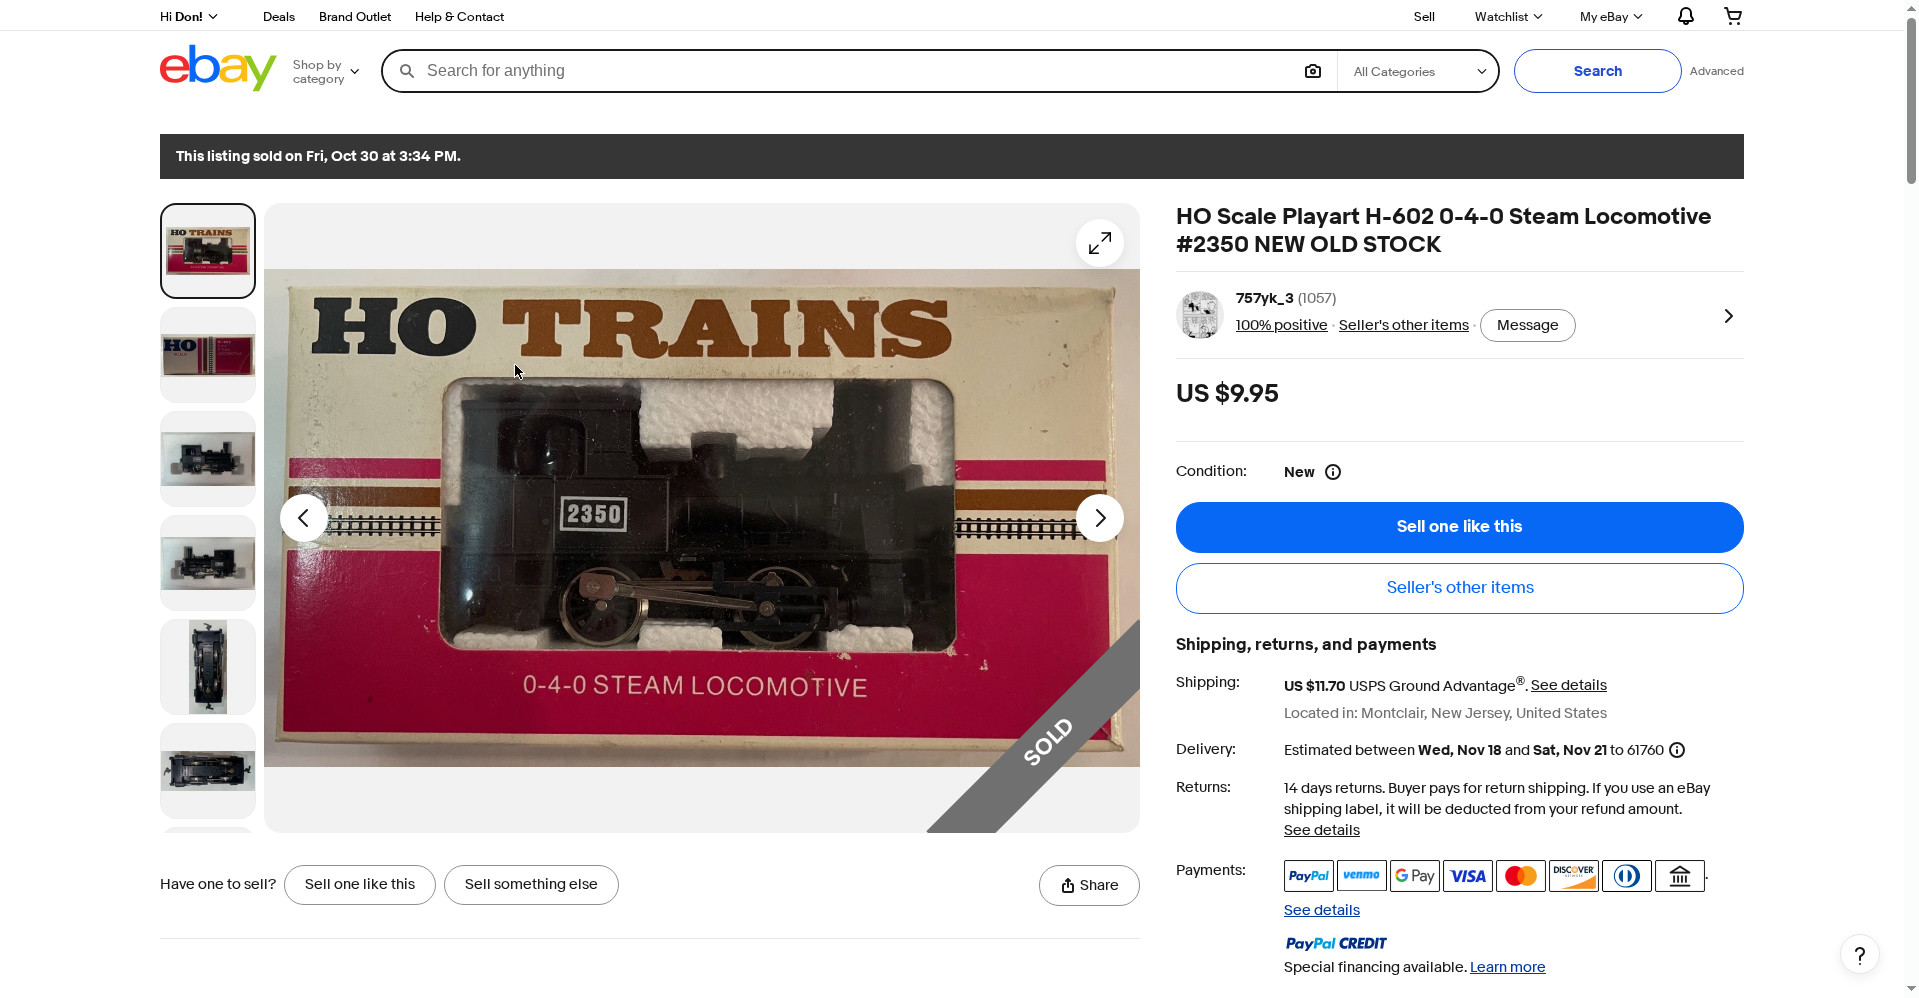 Hi Don!
Deals
Brand Outlet
Help & Contact
Sell
Watchlist
My eBay
ebay
Shop by
category
Search for anything
All Categories
Search
Advanced
This listing sold on Fri, Oct 30 at 3:34 PM.
HO TRAINS
HO
HO TRAINS
2350
0-4-0 STEAM LOCOMOTIVE
SOLD
Have one to sell?
Sell one like this
Sell something else
Share
HO Scale Playart H-602 0-4-0 Steam Locomotive
#2350 NEW OLD STOCK
757yk_3 (1057)
100% positive · Seller's other items · Message
US $9.95
Condition:
New
Sell one like this
Seller's other items
Shipping, returns, and payments
Shipping:
US $11.70 USPS Ground Advantage®. See details
Located in: Montclair, New Jersey, United States
Delivery:
Estimated between Wed, Nov 18 and Sat, Nov 21 to 61760
Returns:
14 days returns. Buyer pays for return shipping. If you use an eBay
shipping label, it will be deducted from your refund amount.
See details
Payments:
PayPal venmo G Pay VISA DISCOVER
See details
PayPal CREDIT
Special financing available. Learn more
?